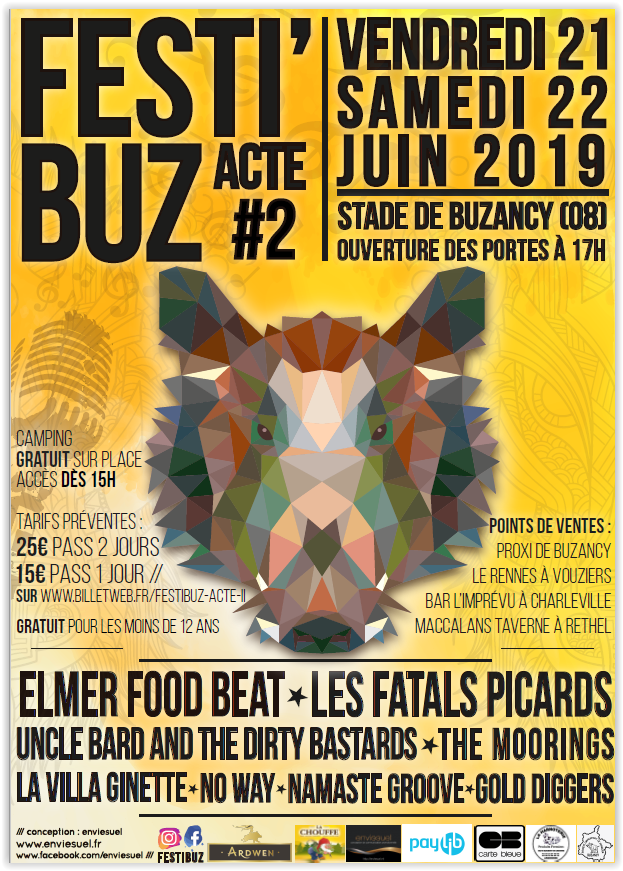 FESTI'
BUZ
ACTE
#2
VENDREDI 21
SAMEDI 22
JUIN 2019
STADE DE BUZANCY (08)
OUVERTURE DES PORTES À 17H
CAMPING
GRATUIT SUR PLACE
ACCÈS DÈS 15H
TARIFS PRÉVENTES :
25€ PASS 2 JOURS
15€ PASS 1 JOUR //
SUR WWW.BILLETWEB.FR/FESTIBUZ-ACTE-II
GRATUIT POUR LES MOINS DE 12 ANS
POINTS DE VENTES :
PROXI DE BUZANCY
LE RENNES À VOUZIERS
BAR L'IMPRÉVU À CHARLEVILLE
MACCALANS TAVERNE À RETHEL
ELMER FOOD BEAT ★ LES FATALS PICARDS
UNCLE BARD AND THE DIRTY BASTARDS ★ THE MOORINGS
LA VILLA GINETTE ★ NO WAY ★ NAMASTE GROOVE ★ GOLD DIGGERS
/// conception : enviesuel
www.enviesuel.fr
www.facebook.com/enviesuel ///
FESTIBUZ
ARDWEN
LA CHOUFFE
enviesuel
paylib
CB
carte bleue